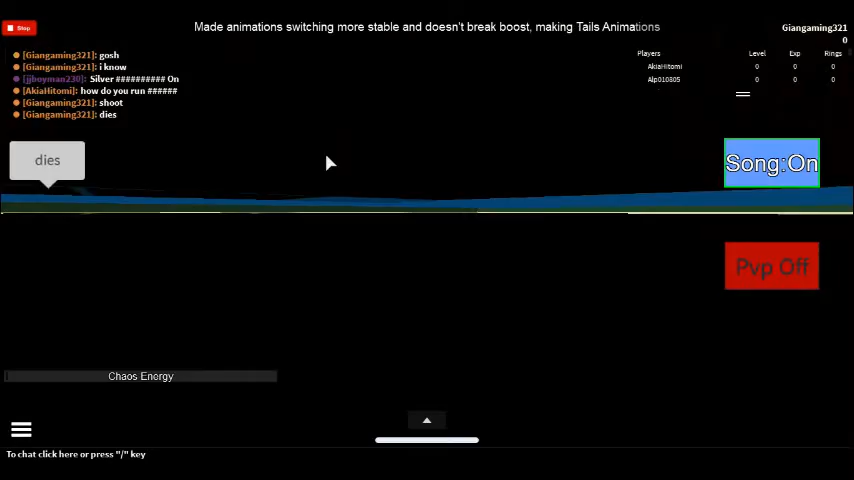 Stop
Made animations switching more stable and doesn't break boost, making Tails Animations
Giangaming321
0
[Giangaming321]: gosh
[Giangaming321]: i know
[jjboyman230]: Silver ########## On
[AkiaHitomi]: how do you run ######
[Giangaming321]: shoot
[Giangaming321]: dies
Players Level Exp Rings
AkiaHitomi 0 0 0
Alp010805 0 0 0
dies
Song:On
Pvp Off
Chaos Energy
To chat click here or press "/" key